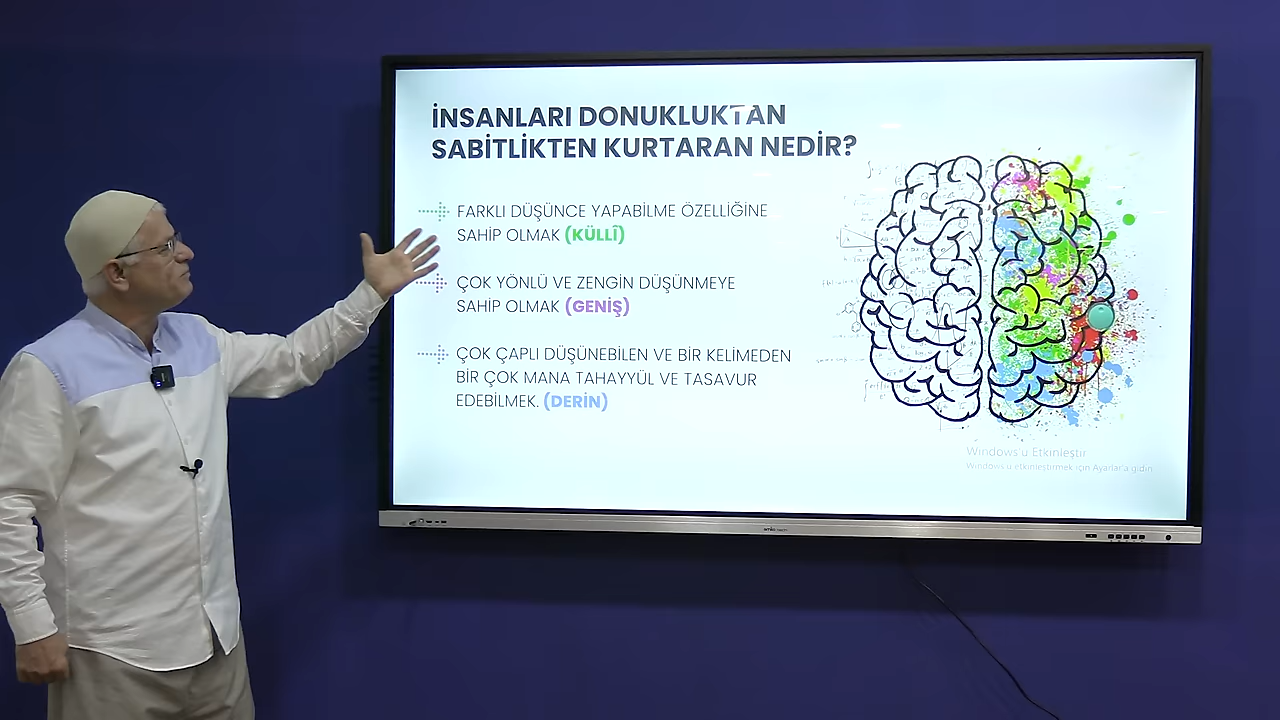 İNSANLARI DONUKLUKTAN
SABİTLİKTEN KURTARAN NEDİR?
FARKLI DÜŞÜNCE YAPABİLME ÖZELLİĞİNE
SAHİP OLMAK (KÜLLÎ)
ÇOK YÖNLÜ VE ZENGİN DÜŞÜNMEYE
SAHİP OLMAK (GENİŞ)
ÇOK ÇAPLI DÜŞÜNEBİLEN VE BİR KELİMEDEN
BİR ÇOK MANA TAHAYYÜL VE TASAVUR
EDEBİLMEK. (DERİN)
Windows'u Etkinleştir
Windows'u etkinleştirmek için Ayarlar'a gidin